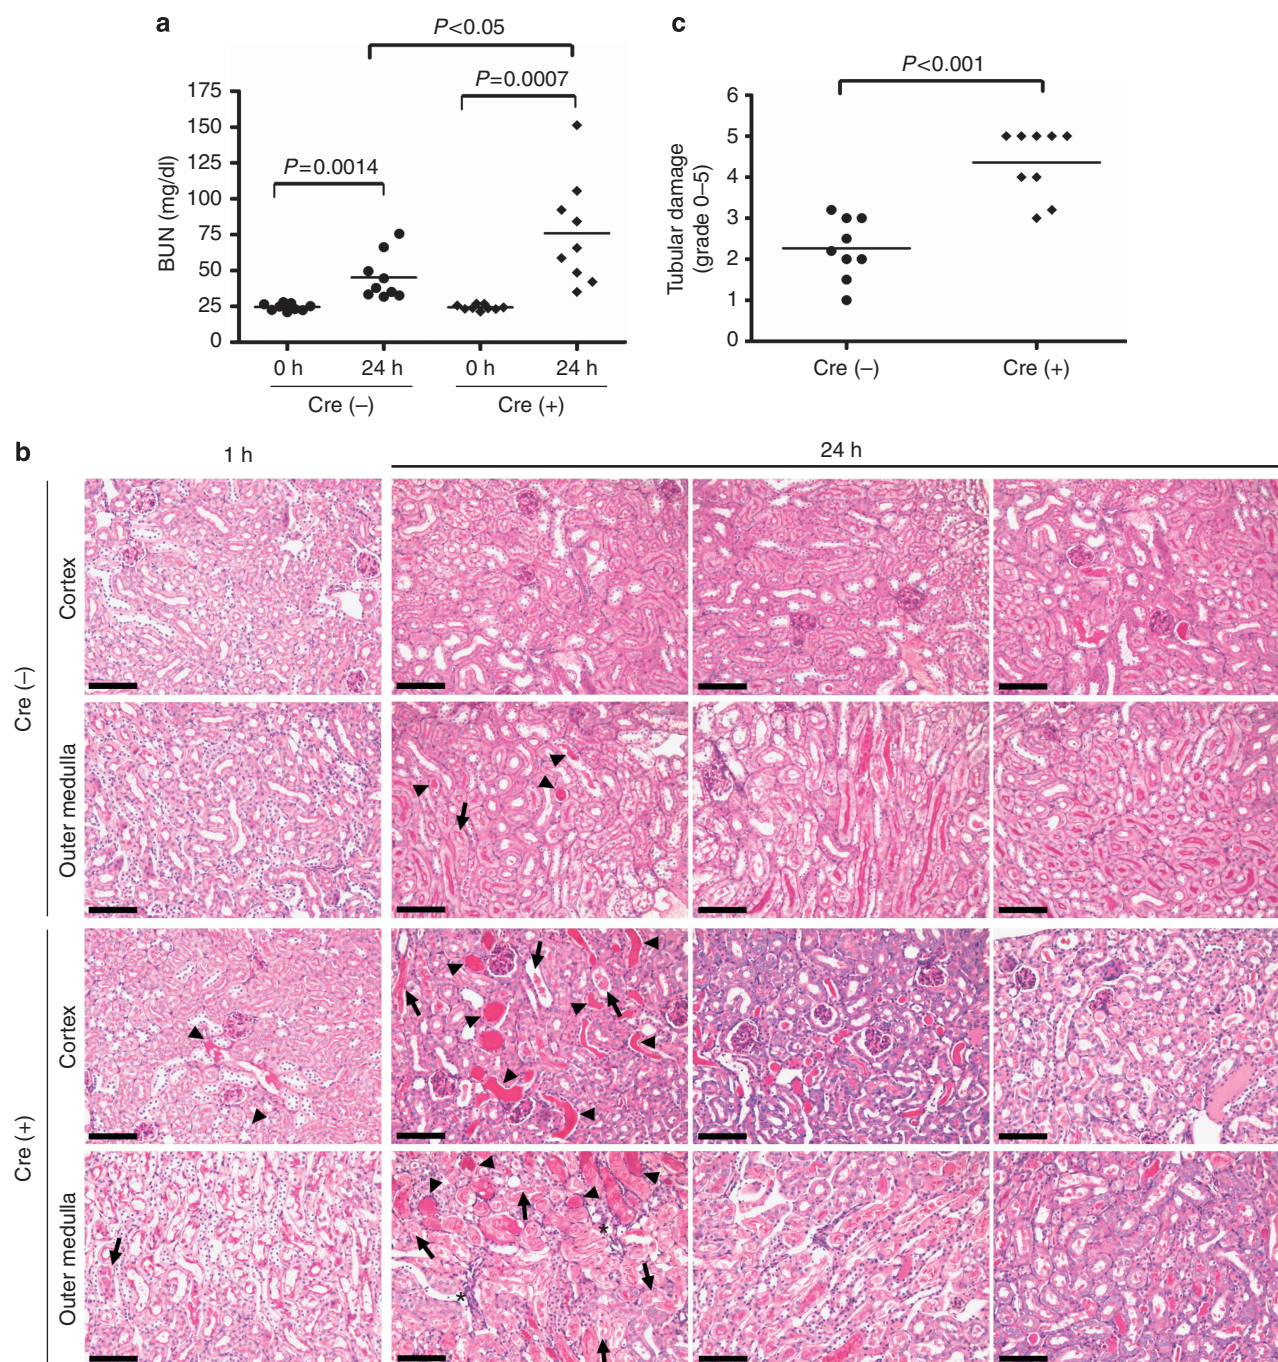 a
P<0.05
P=0.0007
P=0.0014
175
150
125
100
75
50
25
0
BUN (mg/dl)
0 h
24 h
0 h
24 h
Cre (–)
Cre (+)
c
P<0.001
6
5
4
3
2
1
0
Tubular damage
(grade 0–5)
Cre (–)
Cre (+)
b
1 h
24 h
Cre (–)
Cortex
Outer medulla
Cre (+)
Cortex
Outer medulla
*
*